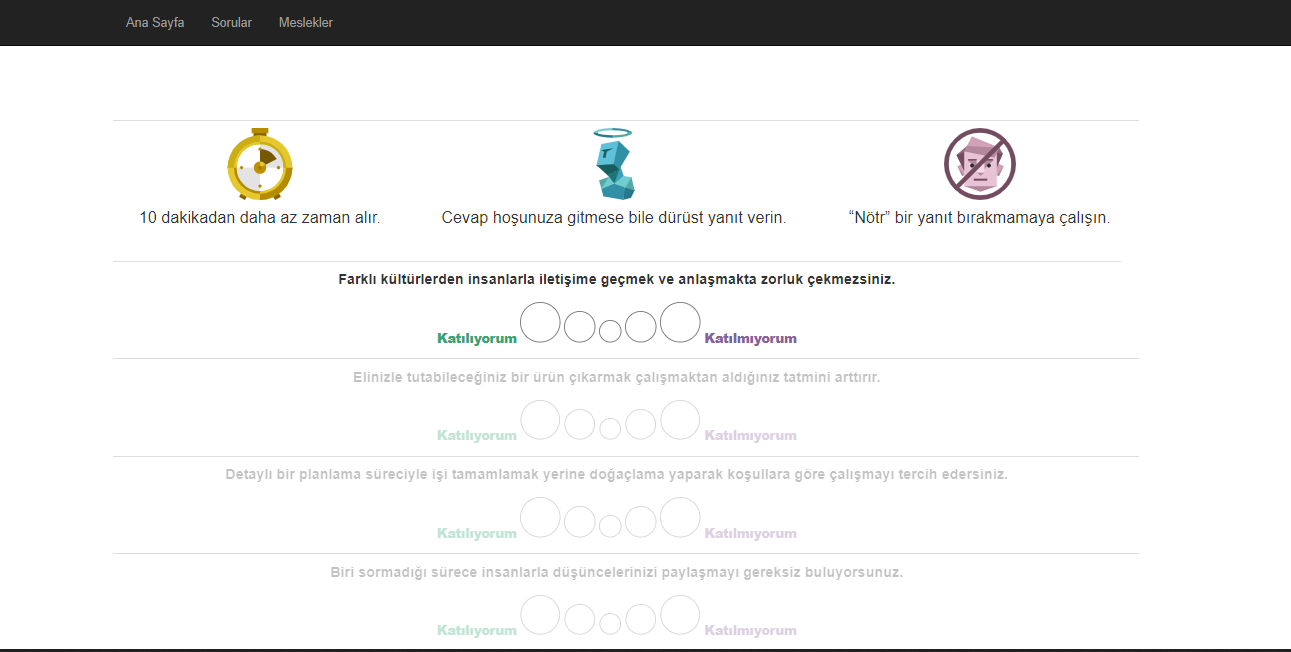 Ana Sayfa Sorular Meslekler
10 dakikadan daha az zaman alır. Cevap hoşunuza gitmese bile dürüst yanıt verin. “Nötr” bir yanıt bırakmamaya çalışın.
Farklı kültürlerden insanlarla iletişime geçmek ve anlaşmakta zorluk çekmezsiniz.
Katılıyorum Katılmıyorum
Elinizle tutabileceğiniz bir ürün çıkarmak çalışmaktan aldığınız tatmini arttırır.
Katılıyorum Katılmıyorum
Detaylı bir planlama süreciyle işi tamamlamak yerine doğaçlama yaparak koşullara göre çalışmayı tercih edersiniz.
Katılıyorum Katılmıyorum
Biri sormadığı sürece insanlarla düşüncelerinizi paylaşmayı gereksiz buluyorsunuz.
Katılıyorum Katılmıyorum